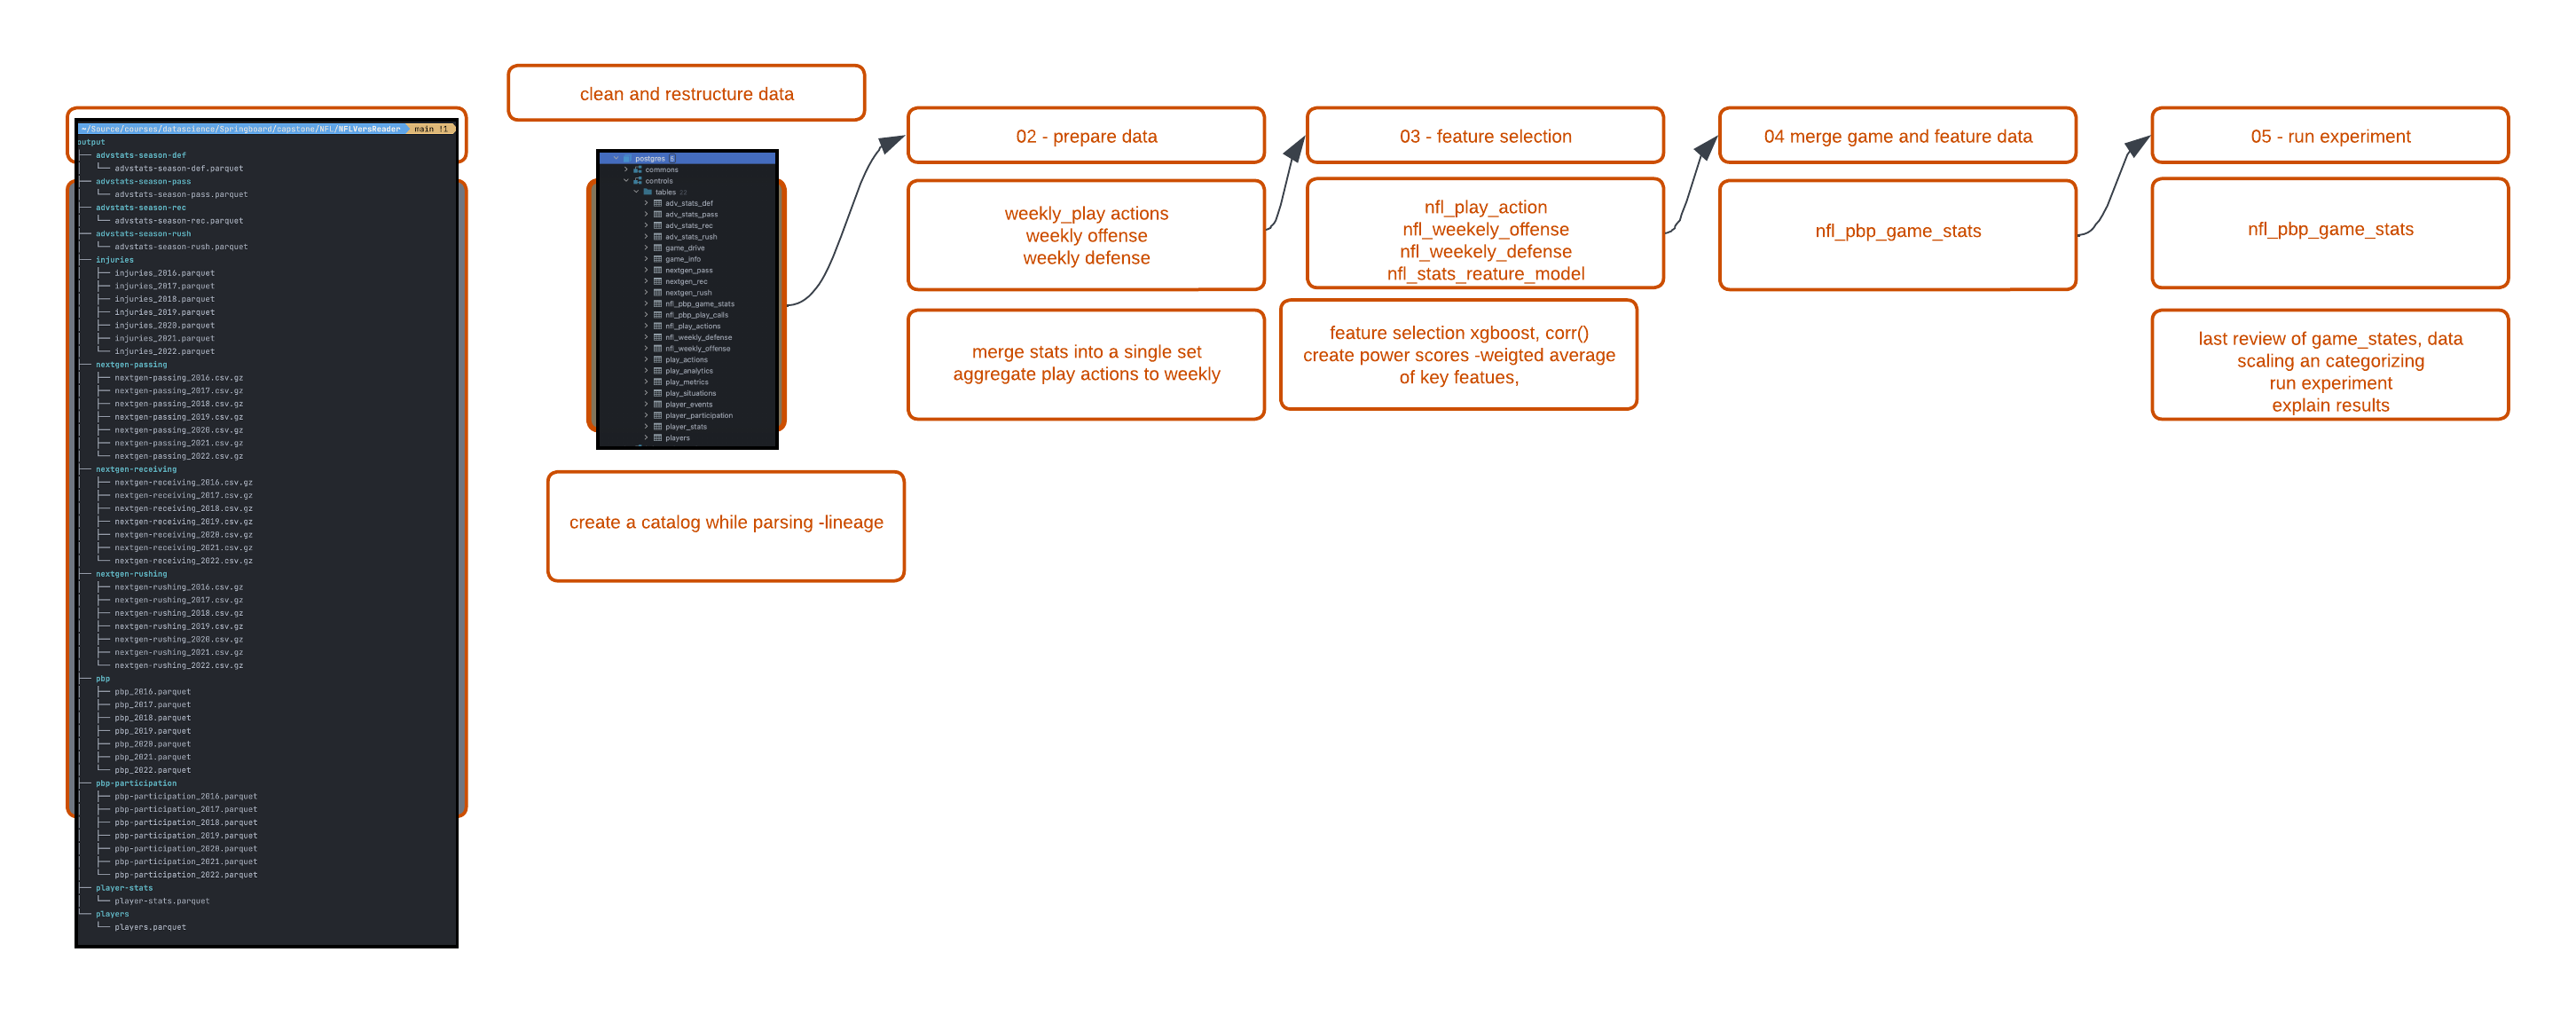 ~/Source/courses/datascience/Springboard/capstone/NFL/NFLVersReader main !1
output
├── advstats-season-def
│   └── advstats-season-def.parquet
├── advstats-season-pass
│   └── advstats-season-pass.parquet
├── advstats-season-rec
│   └── advstats-season-rec.parquet
├── advstats-season-rush
│   └── advstats-season-rush.parquet
├── injuries
│   ├── injuries_2016.parquet
│   ├── injuries_2017.parquet
│   ├── injuries_2018.parquet
│   ├── injuries_2019.parquet
│   ├── injuries_2020.parquet
│   ├── injuries_2021.parquet
│   └── injuries_2022.parquet
├── nextgen-passing
│   ├── nextgen-passing_2016.csv.gz
│   ├── nextgen-passing_2017.csv.gz
│   ├── nextgen-passing_2018.csv.gz
│   ├── nextgen-passing_2019.csv.gz
│   ├── nextgen-passing_2020.csv.gz
│   ├── nextgen-passing_2021.csv.gz
│   └── nextgen-passing_2022.csv.gz
├── nextgen-receiving
│   ├── nextgen-receiving_2016.csv.gz
│   ├── nextgen-receiving_2017.csv.gz
│   ├── nextgen-receiving_2018.csv.gz
│   ├── nextgen-receiving_2019.csv.gz
│   ├── nextgen-receiving_2020.csv.gz
│   ├── nextgen-receiving_2021.csv.gz
│   └── nextgen-receiving_2022.csv.gz
├── nextgen-rushing
│   ├── nextgen-rushing_2016.csv.gz
│   ├── nextgen-rushing_2017.csv.gz
│   ├── nextgen-rushing_2018.csv.gz
│   ├── nextgen-rushing_2019.csv.gz
│   ├── nextgen-rushing_2020.csv.gz
│   ├── nextgen-rushing_2021.csv.gz
│   └── nextgen-rushing_2022.csv.gz
├── pbp
│   ├── pbp_2016.parquet
│   ├── pbp_2017.parquet
│   ├── pbp_2018.parquet
│   ├── pbp_2019.parquet
│   ├── pbp_2020.parquet
│   ├── pbp_2021.parquet
│   └── pbp_2022.parquet
├── pbp-participation
│   ├── pbp-participation_2016.parquet
│   ├── pbp-participation_2017.parquet
│   ├── pbp-participation_2018.parquet
│   ├── pbp-participation_2019.parquet
│   ├── pbp-participation_2020.parquet
│   ├── pbp-participation_2021.parquet
│   └── pbp-participation_2022.parquet
├── player-stats
│   └── player-stats.parquet
└── players
    └── players.parquet
clean and restructure data
postgres 6
commons
controls
tables 22
adv_stats_def
adv_stats_pass
adv_stats_rec
adv_stats_rush
game_drive
game_info
nextgen_pass
nextgen_rec
nextgen_rush
nfl_pbp_game_stats
nfl_pbp_play_calls
nfl_play_actions
nfl_weekly_defense
nfl_weekly_offense
play_actions
play_analytics
play_metrics
play_situations
player_events
player_participation
player_stats
players
create a catalog while parsing -lineage
02 - prepare data
weekly_play actions
weekly offense
weekly defense
merge stats into a single set
aggregate play actions to weekly
03 - feature selection
nfl_play_action
nfl_weekely_offense
nfl_weekely_defense
nfl_stats_reature_model
feature selection xgboost, corr()
create power scores -weigted average
of key featues,
04 merge game and feature data
nfl_pbp_game_stats
05 - run experiment
nfl_pbp_game_stats
last review of game_states, data
scaling an categorizing
run experiment
explain results